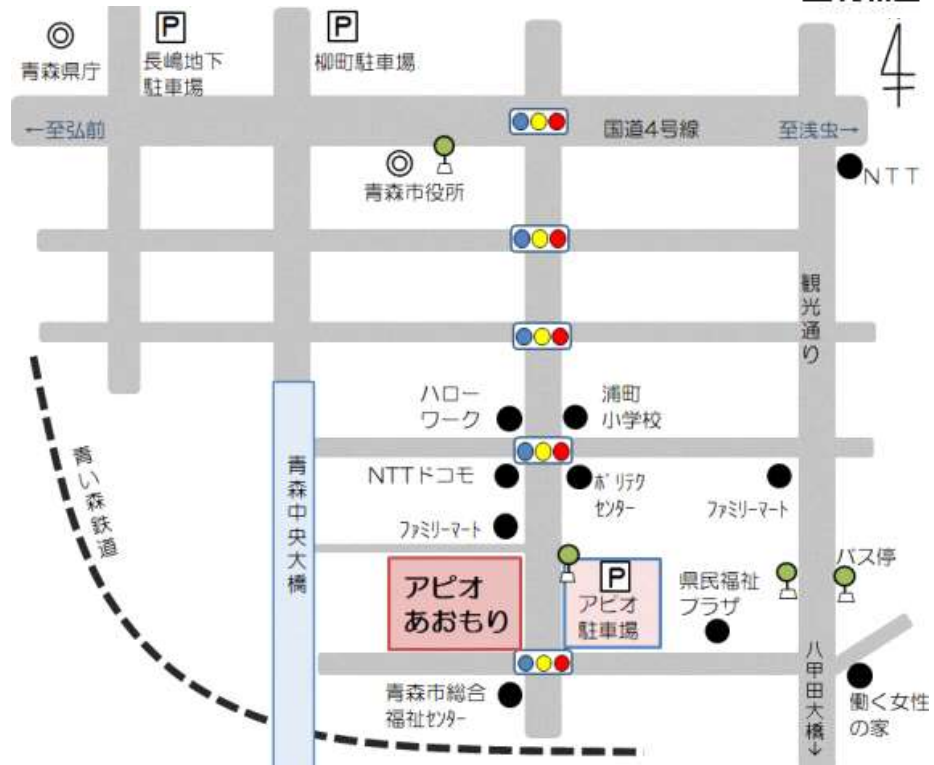 青森県庁
P
長嶋地下
駐車場
P
柳町駐車場
←至弘前
国道4号線
至浅虫→
青森市役所
NTT
観光通り
ハロー
ワーク
浦町
小学校
青い森鉄道
青森中央大橋
NTTドコモ
ポリテク
センター
ファミリーマート
ファミリーマート
アピオ
あおもり
P
アピオ
駐車場
県民福祉
プラザ
バス停
青森市総合
福祉センター
八甲田大橋↓
働く女性
の家